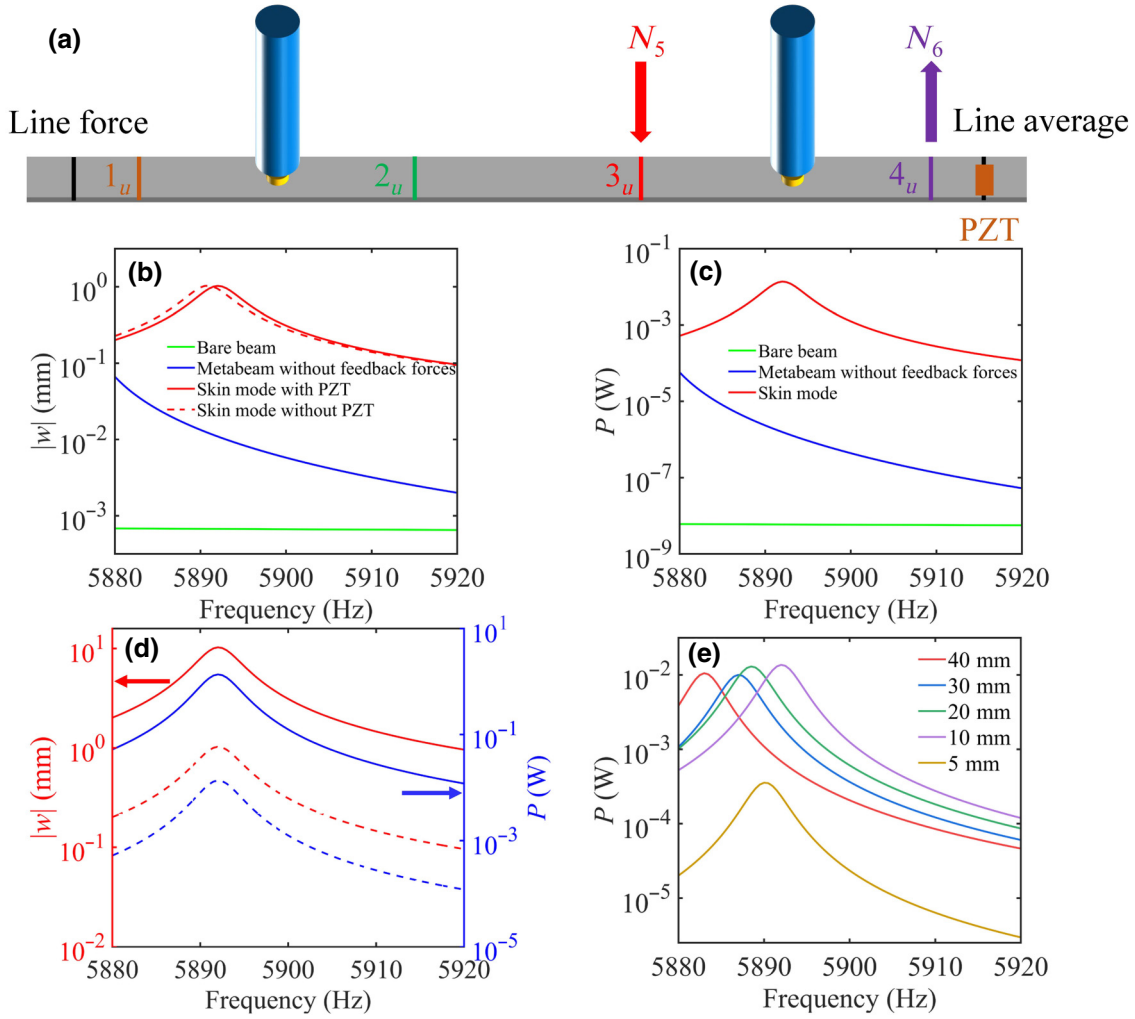 (a)
N5
N6
Line force
Line average
1u
2u
3u
4u
PZT
(b)
|w| (mm)
10^0
10^-1
10^-2
10^-3
Bare beam
Metabeam without feedback forces
Skin mode with PZT
Skin mode without PZT
5880 5890 5900 5910 5920
Frequency (Hz)
(c)
P (W)
10^-1
10^-3
10^-5
10^-7
10^-9
Bare beam
Metabeam without feedback forces
Skin mode
5880 5890 5900 5910 5920
Frequency (Hz)
(d)
|w| (mm)
10^1
10^0
10^-1
10^-2
P (W)
10^1
10^-1
10^-3
10^-5
5880 5890 5900 5910 5920
Frequency (Hz)
(e)
P (W)
10^-2
10^-3
10^-4
10^-5
40 mm
30 mm
20 mm
10 mm
5 mm
5880 5890 5900 5910 5920
Frequency (Hz)